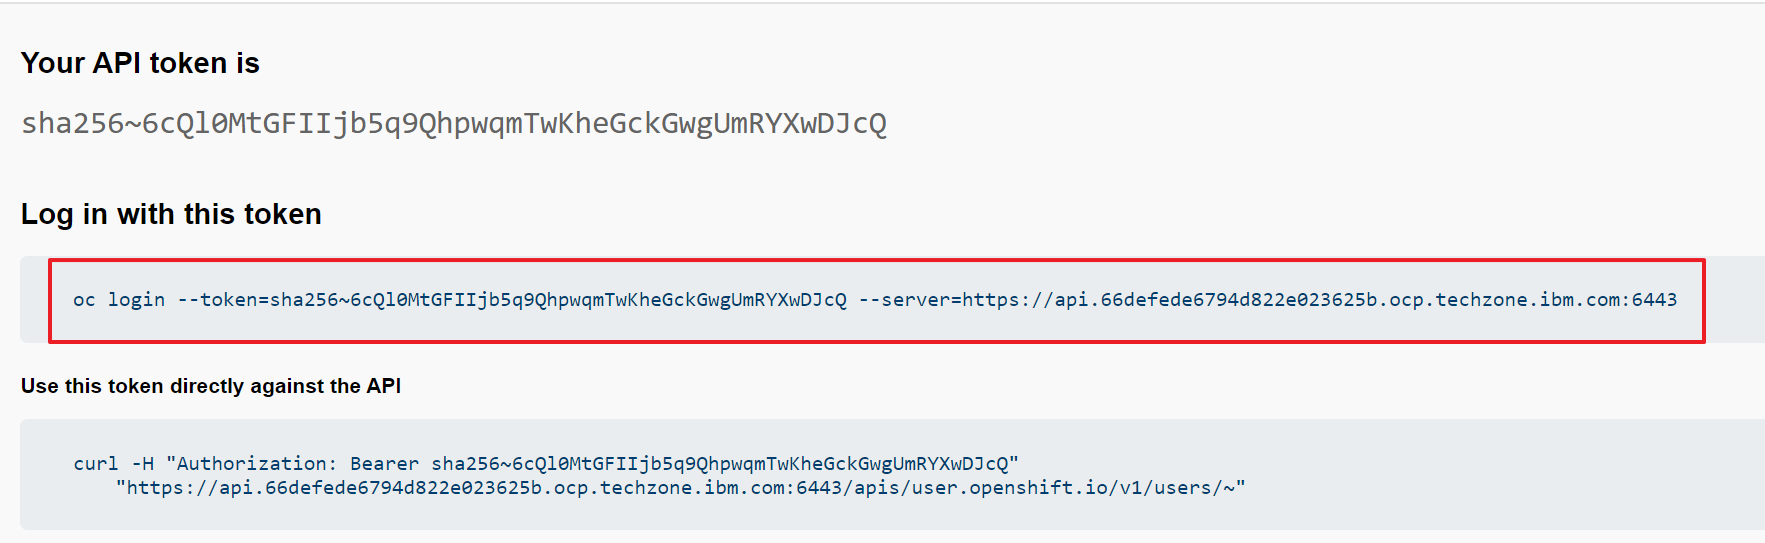 Your API token is
sha256~6cQl0MtGFIIjb5q9QhpwqmTwKheGckGwgUmRYXwDJcQ
Log in with this token
oc login --token=sha256~6cQl0MtGFIIjb5q9QhpwqmTwKheGckGwgUmRYXwDJcQ --server=https://api.66defede6794d822e023625b.ocp.techzone.ibm.com:6443
Use this token directly against the API
curl -H "Authorization: Bearer sha256~6cQl0MtGFIIjb5q9QhpwqmTwKheGckGwgUmRYXwDJcQ"
"https://api.66defede6794d822e023625b.ocp.techzone.ibm.com:6443/apis/user.openshift.io/v1/users/~"